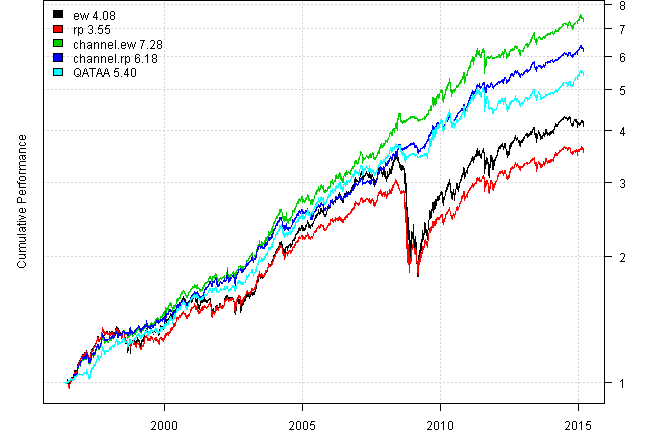 ew 4.08
rp 3.55
channel.ew 7.28
channel.rp 6.18
QATAA 5.40
Cumulative Performance
8
7
6
5
4
3
2
1
2000
2005
2010
2015